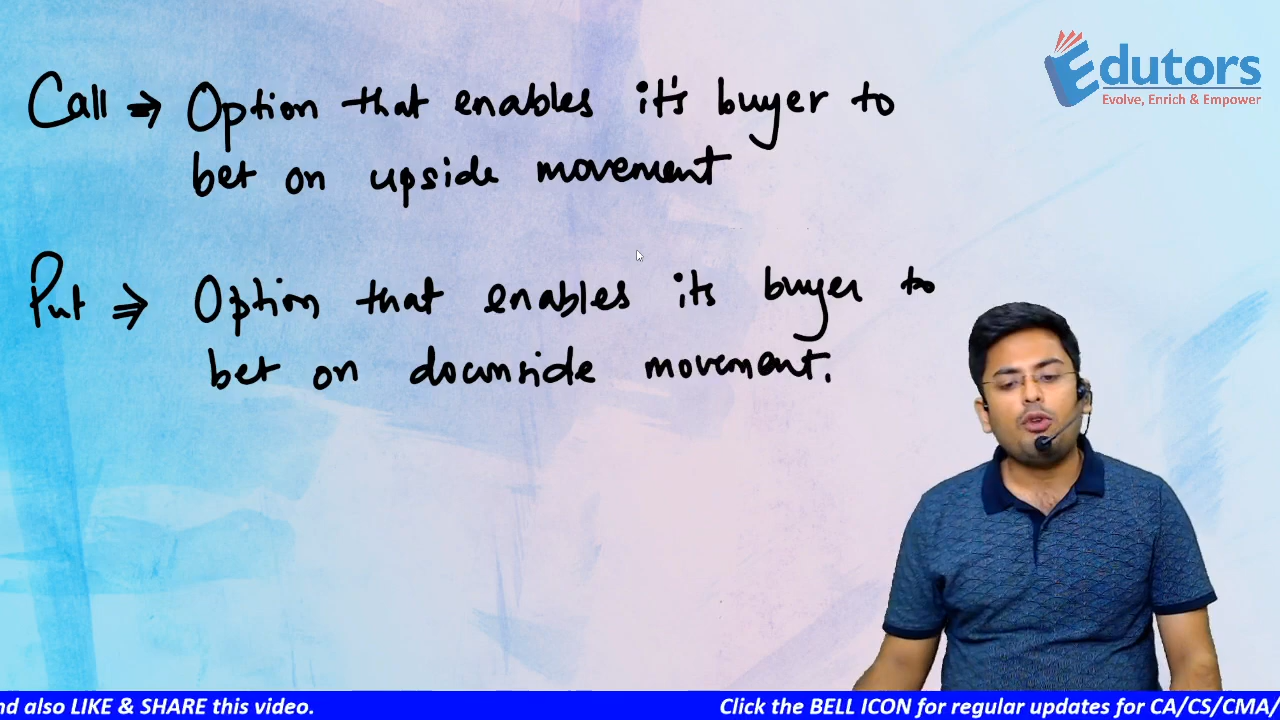 Edutors
Evolve, Enrich & Empower
Call ⇒ Option that enables it's buyer to
bet on upside movement
Put ⇒ Option that enables its buyer to
bet on downside movement.
nd also LIKE & SHARE this video.
Click the BELL ICON for regular updates for CA/CS/CMA/